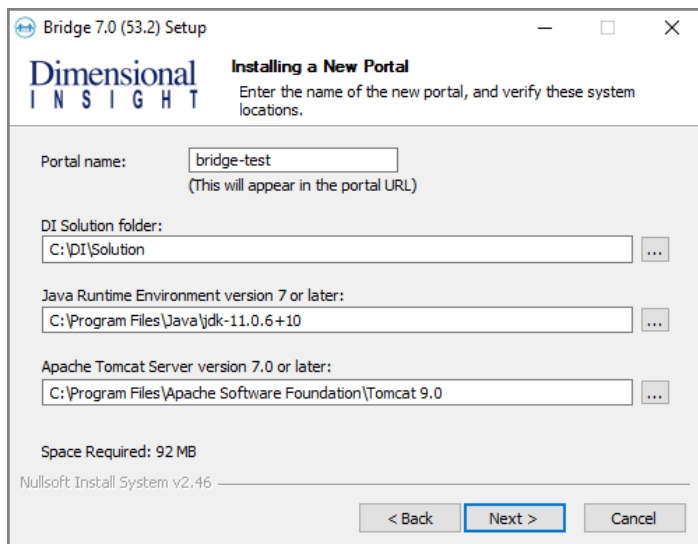 Bridge 7.0 (53.2) Setup
Dimensional
INSIGHT
Installing a New Portal
Enter the name of the new portal, and verify these system
locations.
Portal name:
bridge-test
(This will appear in the portal URL)
DI Solution folder:
C:\DI\Solution
...
Java Runtime Environment version 7 or later:
C:\Program Files\Java\jdk-11.0.6+10
...
Apache Tomcat Server version 7.0 or later:
C:\Program Files\Apache Software Foundation\Tomcat 9.0
...
Space Required: 92 MB
Nullsoft Install System v2.46
< Back
Next >
Cancel